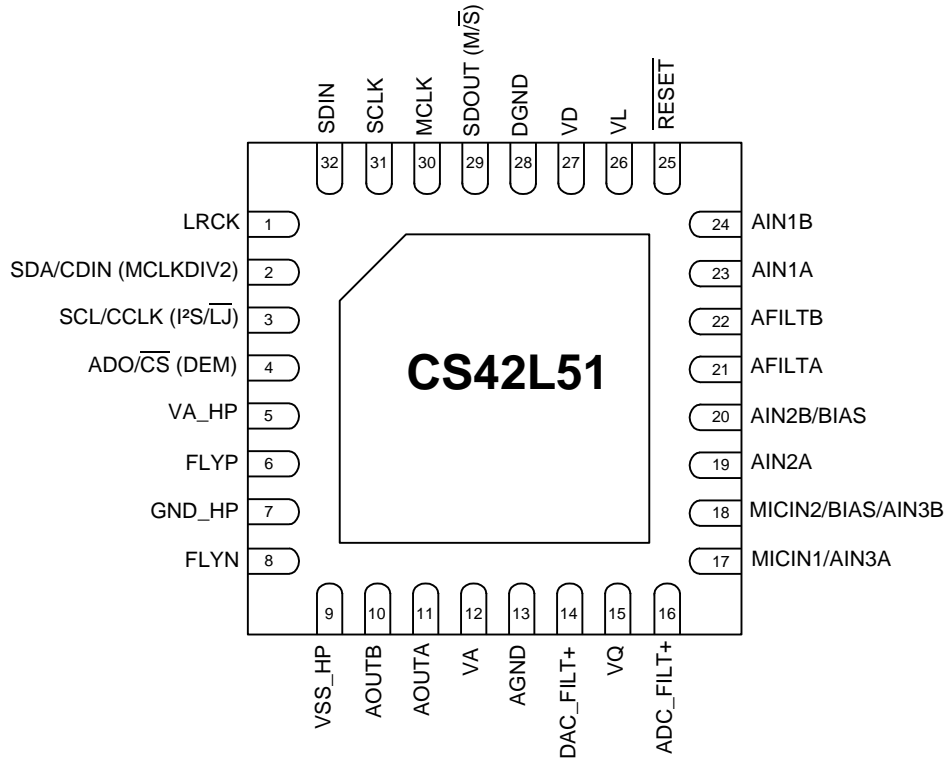 SDIN
SCLK
MCLK
SDOUT (M/S̅)
DGND
VD
VL
R̅E̅S̅E̅T̅
32
31
30
29
28
27
26
25
LRCK
1
SDA/CDIN (MCLKDIV2)
2
SCL/CCLK (I²S/L̅J̅)
3
ADO/C̅S̅ (DEM)
4
VA_HP
5
FLYP
6
GND_HP
7
FLYN
8
CS42L51
24
AIN1B
23
AIN1A
22
AFILTB
21
AFILTA
20
AIN2B/BIAS
19
AIN2A
18
MICIN2/BIAS/AIN3B
17
MICIN1/AIN3A
9
10
11
12
13
14
15
16
VSS_HP
AOUTB
AOUTA
VA
AGND
DAC_FILT+
VQ
ADC_FILT+